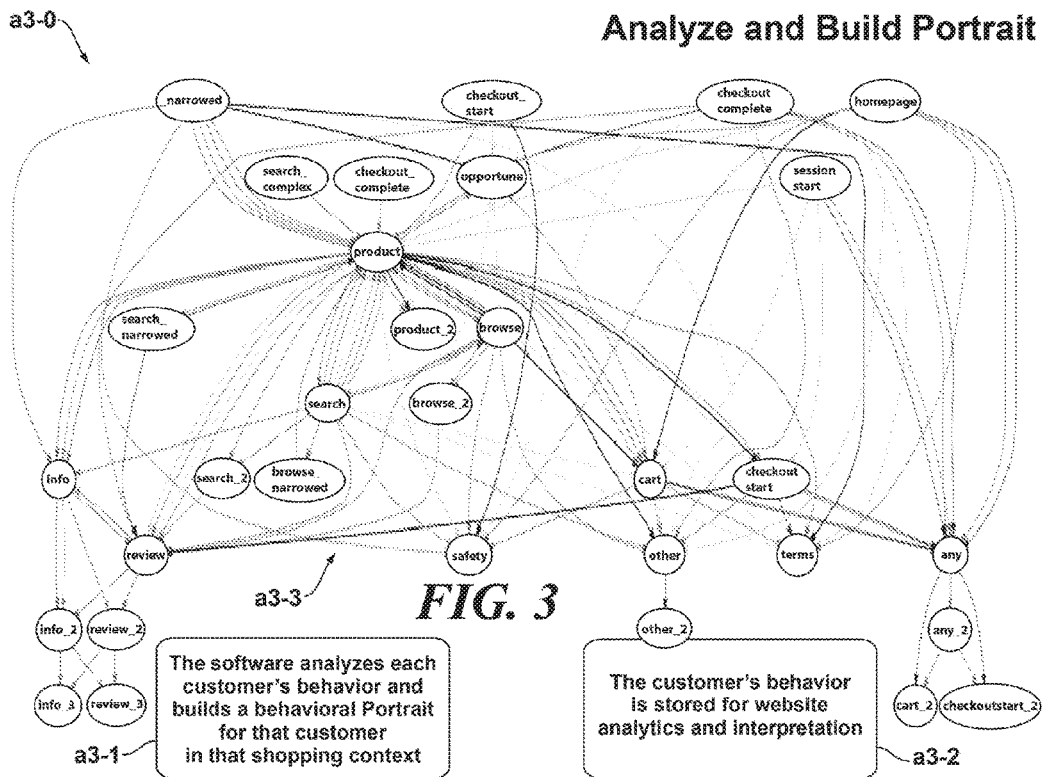 a3-0
Analyze and Build Portrait
_narrowed
checkout_
start
checkout
complete
homepage
search_
complex
checkout_
complete
opportune
session
start
product
search_
narrowed
product_2
browse
search
browse_2
info
search_2
browse_
narrowed
cart
checkout
start
review
safety
other
terms
any
a3-3
FIG. 3
info_2
review_2
other_2
any_2
info_3
review_3
cart_2
checkoutstart_2
The software analyzes each
customer's behavior and
builds a behavioral Portrait
for that customer
in that shopping context
The customer's behavior
is stored for website
analytics and interpretation
a3-1
a3-2